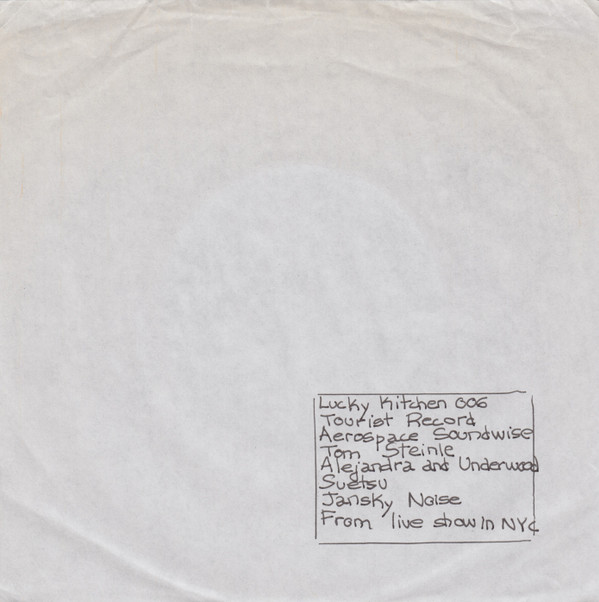 Lucky Kitchen 006
Tourist Record
Aerospace Soundwise
Tom Steinle
Alejandra and Underwood
Suetsu
Jansky Noise
From live show in NYC